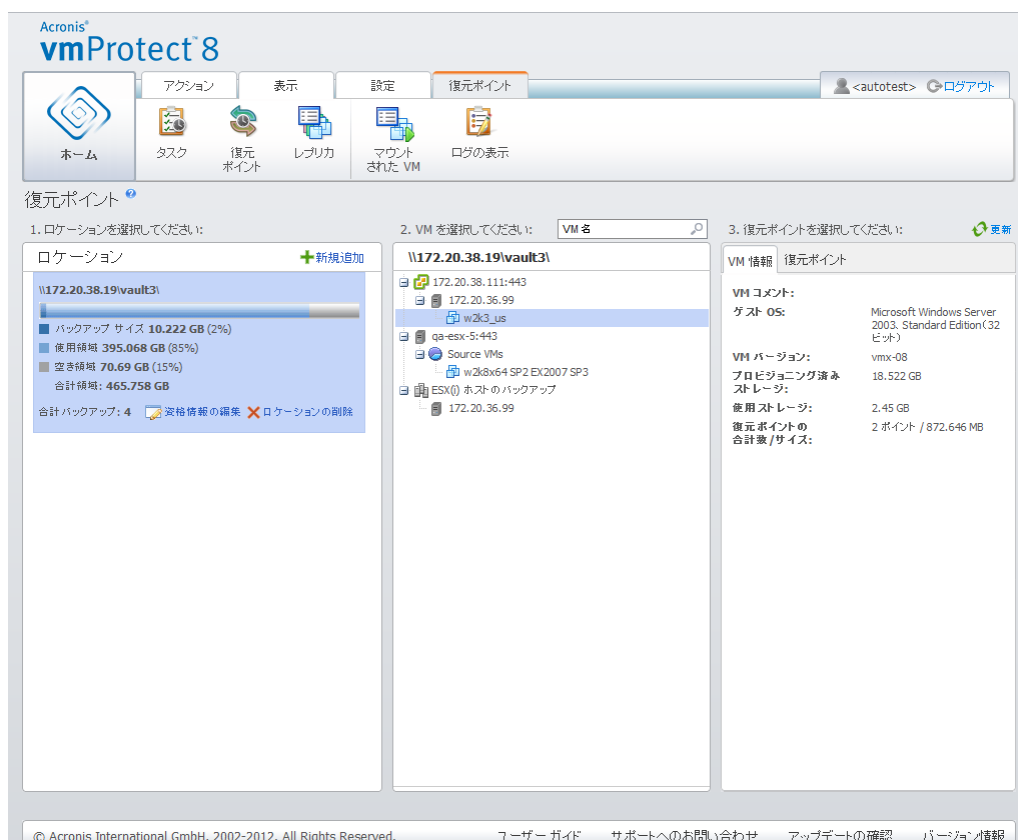 Acronis®
vmProtect™8
アクション 表示 設定 復元ポイント <autotest> ログアウト
ホーム タスク 復元ポイント レプリカ マウントされた VM ログの表示
復元ポイント
1. ロケーションを選択してください:
ロケーション 新規追加
\\172.20.38.19\vault3\
バックアップ サイズ 10.222 GB (2%)
使用領域 395.068 GB (85%)
空き領域 70.69 GB (15%)
合計領域: 465.758 GB
合計バックアップ: 4 資格情報の編集 ロケーションの削除
2. VM を選択してください: VM 名
\\172.20.38.19\vault3\
172.20.38.111:443
172.20.36.99
w2k3_us
qa-esx-5:443
Source VMs
w2k8x64 SP2 EX2007 SP3
ESX(i) ホストのバックアップ
172.20.36.99
3. 復元ポイントを選択してください: 更新
VM 情報 復元ポイント
VM コメント:
ゲスト OS: Microsoft Windows Server
2003、Standard Edition(32
ビット)
VM バージョン: vmx-08
プロビジョニング済み
ストレージ: 18.522 GB
使用ストレージ: 2.45 GB
復元ポイントの
合計数/サイズ: 2 ポイント / 872.646 MB
© Acronis International GmbH, 2002-2012. All Rights Reserved. ユーザー ガイド サポートへのお問い合わせ アップデートの確認 バージョン情報